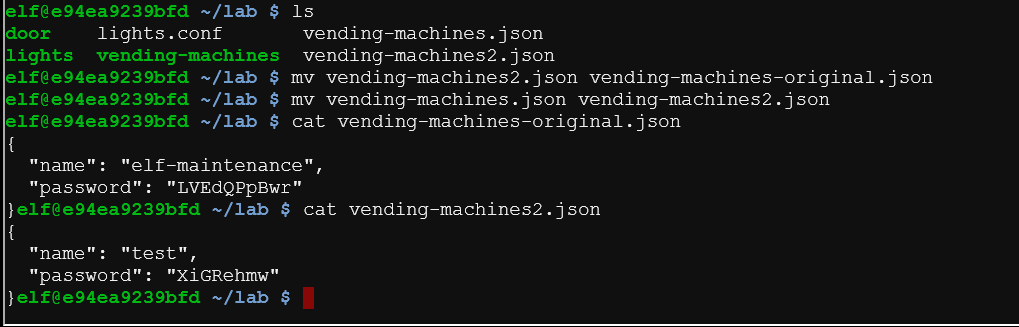 elf@e94ea9239bfd ~/lab $ ls
door    lights.conf       vending-machines.json
lights  vending-machines  vending-machines2.json
elf@e94ea9239bfd ~/lab $ mv vending-machines2.json vending-machines-original.json
elf@e94ea9239bfd ~/lab $ mv vending-machines.json vending-machines2.json
elf@e94ea9239bfd ~/lab $ cat vending-machines-original.json
{
  "name": "elf-maintenance",
  "password": "LVEdQPpBwr"
}elf@e94ea9239bfd ~/lab $ cat vending-machines2.json
{
  "name": "test",
  "password": "XiGRehmw"
}elf@e94ea9239bfd ~/lab $